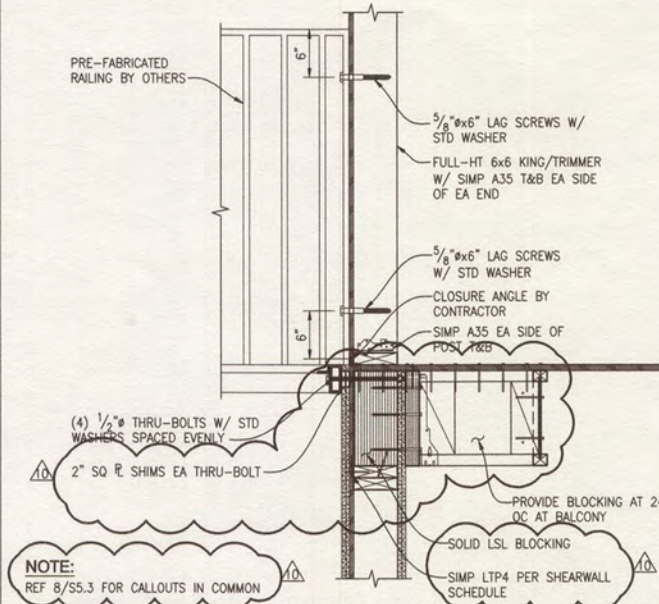 PRE-FABRICATED
RAILING BY OTHERS
6"
5/8"øx6" LAG SCREWS W/
STD WASHER
FULL-HT 6x6 KING/TRIMMER
W/ SIMP A35 T&B EA SIDE
OF EA END
5/8"øx6" LAG SCREWS
W/ STD WASHER
CLOSURE ANGLE BY
CONTRACTOR
6"
SIMP A35 EA SIDE OF
POST T&B
(4) 1/2"ø THRU-BOLTS W/ STD
WASHERS SPACED EVENLY
10
2" SQ PL SHIMS EA THRU-BOLT
PROVIDE BLOCKING AT
OC AT BALCONY
SOLID LSL BLOCKING
SIMP LTP4 PER SHEARWALL
SCHEDULE
10
NOTE:
REF 8/S5.3 FOR CALLOUTS IN COMMON
10